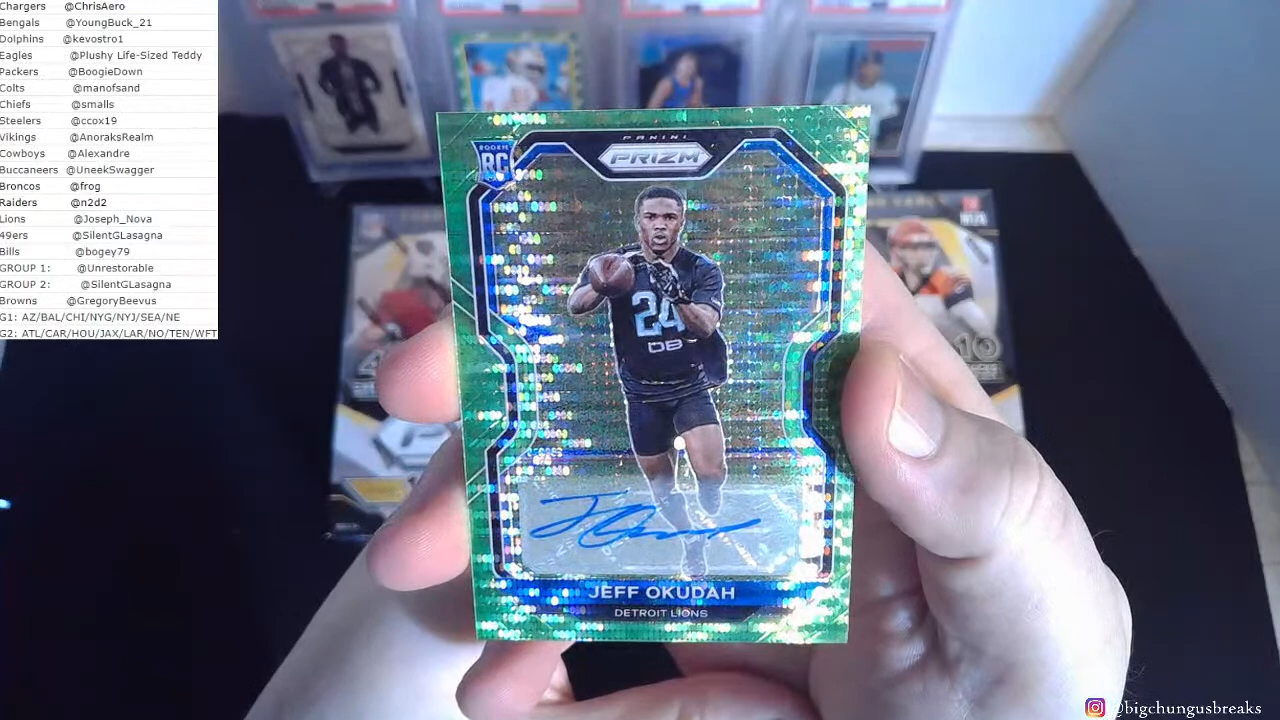 Chargers @ChrisAero
Bengals @YoungBuck_21
Dolphins @kevostro1
Eagles @Plushy Life-Sized Teddy
Packers @BoogieDown
Colts @manofsand
Chiefs @smalls
Steelers @ccox19
Vikings @AnoraksRealm
Cowboys @Alexandre
Buccaneers @UneekSwagger
Broncos @frog
Raiders @n2d2
Lions @Joseph_Nova
49ers @SilentGLasagna
Bills @bogey79
GROUP 1: @Unrestorable
GROUP 2: @SilentGLasagna
Browns @GregoryBeevus
G1: AZ/BAL/CHI/NYG/NYJ/SEA/NE
G2: ATL/CAR/HOU/JAX/LAR/NO/TEN/WFT
PANINI
PRIZM
RC
24
DB
JEFF OKUDAH
DETROIT LIONS
@bigchungusbreaks